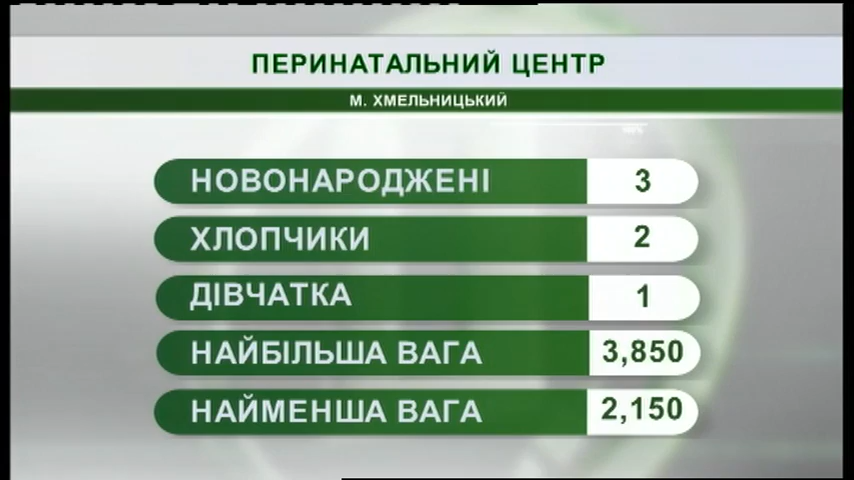 ПЕРИНАТАЛЬНИЙ ЦЕНТР
М. ХМЕЛЬНИЦЬКИЙ
НОВОНАРОДЖЕНІ 3
ХЛОПЧИКИ 2
ДІВЧАТКА 1
НАЙБІЛЬША ВАГА 3,850
НАЙМЕНША ВАГА 2,150